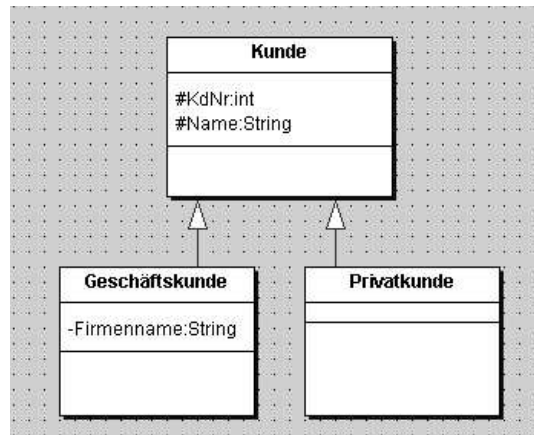 Kunde
#KdNr:int
#Name:String
Geschäftskunde
-Firmenname:String
Privatkunde